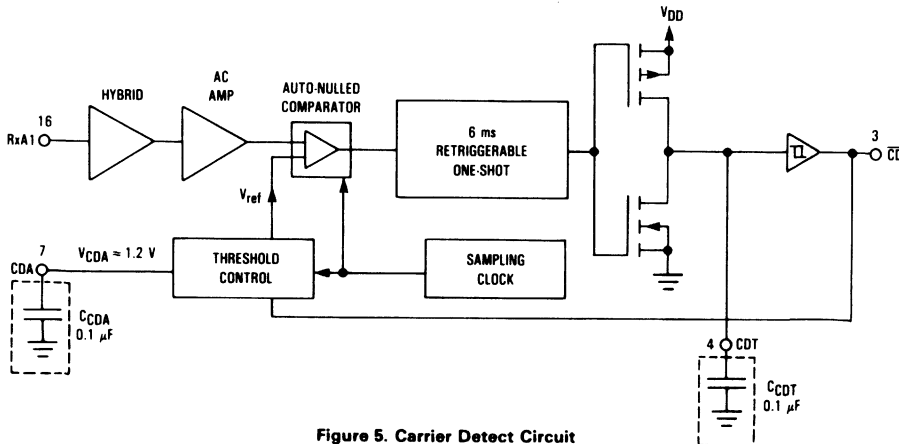 VDD
HYBRID
AC
AMP
AUTO-NULLED
COMPARATOR
16
RxA1
6 ms
RETRIGGERABLE
ONE-SHOT
3
CD
Vref
7
CDA
VCDA = 1.2 V
THRESHOLD
CONTROL
SAMPLING
CLOCK
CCDA
0.1 μF
4 CDT
CCDT
0.1 μF
Figure 5. Carrier Detect Circuit